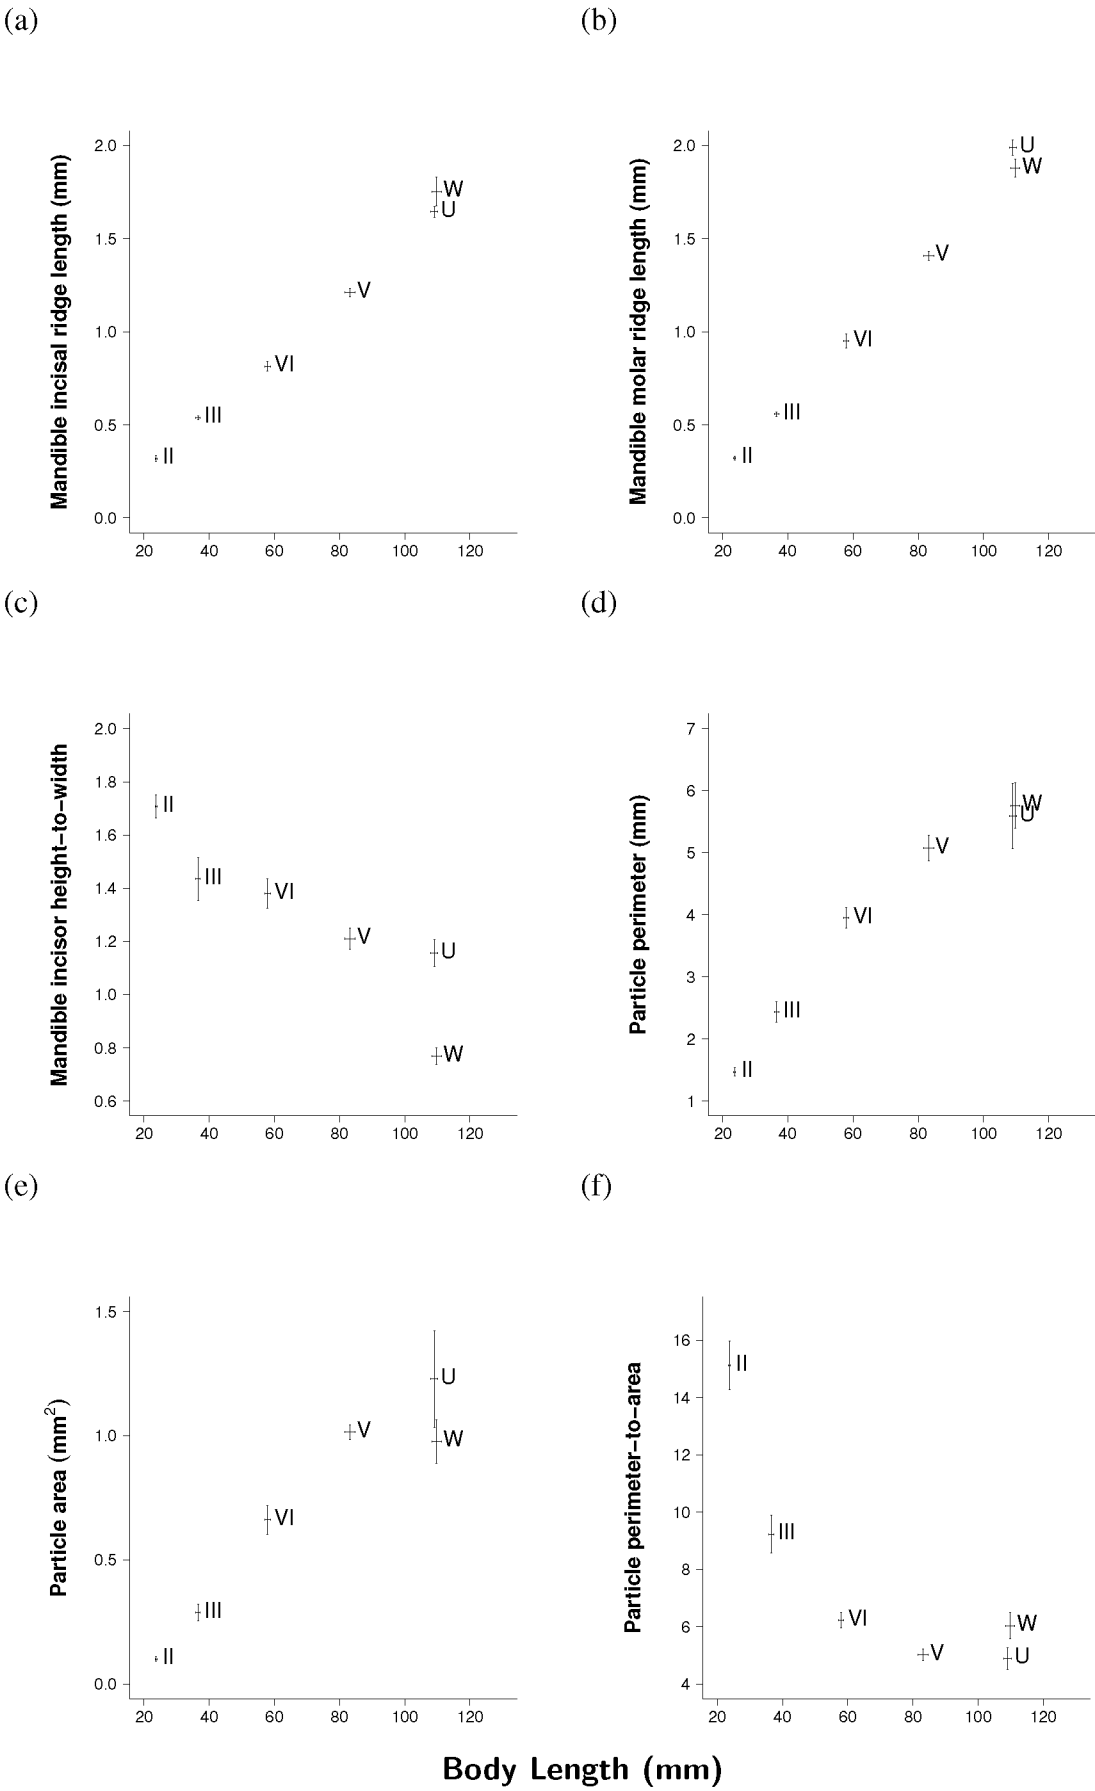 (a)
Mandible incisal ridge length (mm)
2.0
1.5
1.0
0.5
0.0
W
U
V
VI
III
II
20 40 60 80 100 120
(b)
Mandible molar ridge length (mm)
2.0
1.5
1.0
0.5
0.0
U
W
V
VI
III
II
20 40 60 80 100 120
(c)
Mandible incisor height−to−width
2.0
1.8
1.6
1.4
1.2
1.0
0.8
0.6
II
III
VI
V
U
W
20 40 60 80 100 120
(d)
Particle perimeter (mm)
7
6
5
4
3
2
1
W
U
V
VI
III
II
20 40 60 80 100 120
(e)
Particle area (mm²)
1.5
1.0
0.5
0.0
U
V
W
VI
III
II
20 40 60 80 100 120
(f)
Particle perimeter−to−area
16
14
12
10
8
6
4
II
III
VI
W
V
U
20 40 60 80 100 120
Body Length (mm)